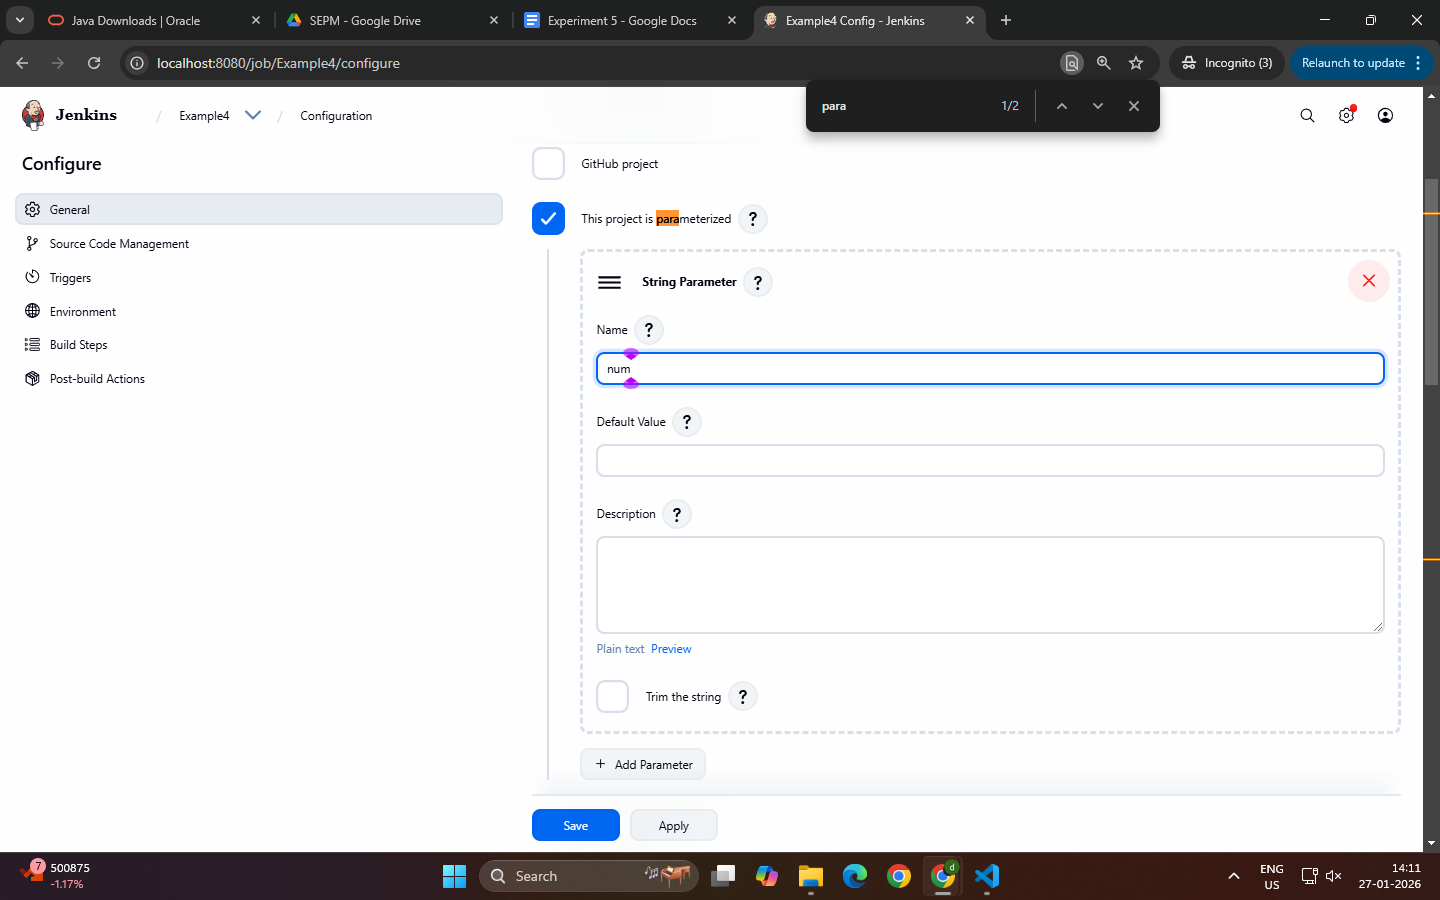 Java Downloads | Oracle
SEPM - Google Drive
Experiment 5 - Google Docs
Example4 Config - Jenkins
localhost:8080/job/Example4/configure
Incognito (3)
Relaunch to update
para
1/2
Jenkins
/
Example4
/
Configuration
Configure
General
Source Code Management
Triggers
Environment
Build Steps
Post-build Actions
GitHub project
This project is parameterized ?
String Parameter ?
Name ?
num
Default Value ?
Description ?
Plain text Preview
Trim the string ?
+ Add Parameter
Save
Apply
7
500875
-1.17%
Search
d
ENG
US
14:11
27-01-2026